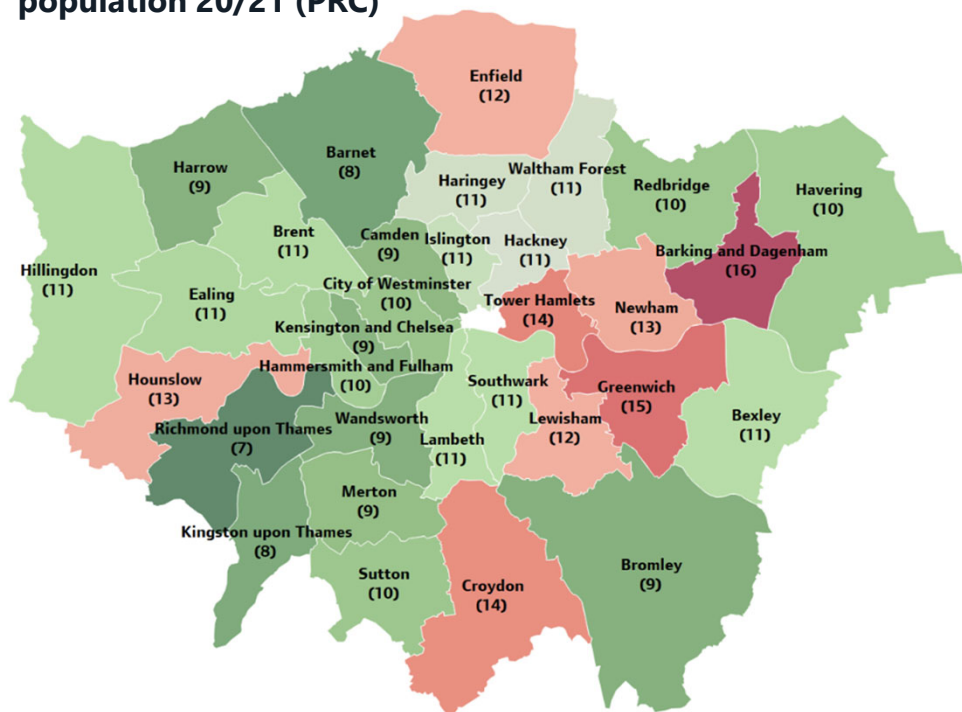 population 20/21 (PRC)
Enfield
(12)
Barnet
(8)
Harrow
(9)
Haringey
(11)
Waltham Forest
(11)
Redbridge
(10)
Havering
(10)
Brent
(11)
Camden
(9)
Islington
(11)
Hackney
(11)
Barking and Dagenham
(16)
Hillingdon
(11)
Ealing
(11)
City of Westminster
(10)
Tower Hamlets
(14)
Newham
(13)
Kensington and Chelsea
(9)
Hammersmith and Fulham
(10)
Hounslow
(13)
Southwark
(11)
Greenwich
(15)
Richmond upon Thames
(7)
Wandsworth
(9)
Lambeth
(11)
Lewisham
(12)
Bexley
(11)
Merton
(9)
Kingston upon Thames
(8)
Sutton
(10)
Croydon
(14)
Bromley
(9)